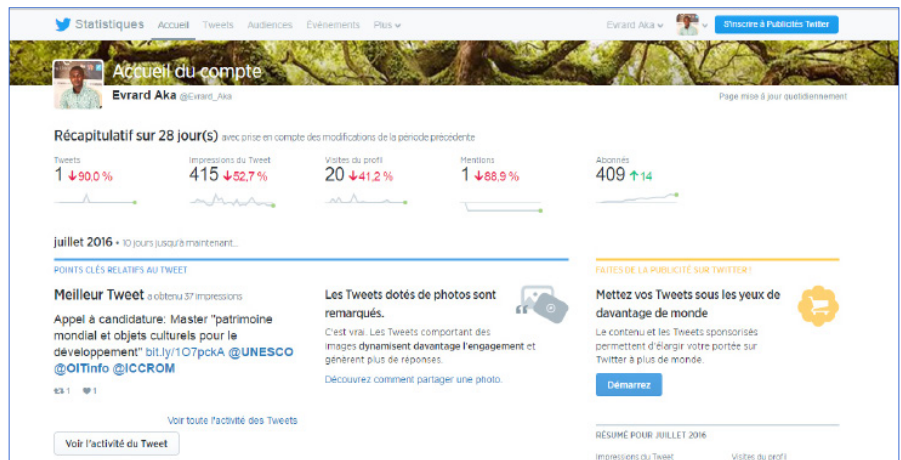 Statistiques Accueil Tweets Audiences Évènements Plus
Evrard Aka
S'inscrire à Publicités Twitter
Accueil du compte
Evrard Aka @Evrard_Aka
Page mise à jour quotidiennement
Récapitulatif sur 28 jour(s) avec prise en compte des modifications de la période précédente
Tweets
1 ↓90,0 %
Impressions du Tweet
415 ↓52,7 %
Visites du profil
20 ↓41,2 %
Mentions
1 ↓88,9 %
Abonnés
409 ↑14
juillet 2016 • 10 jours jusqu'à maintenant...
POINTS CLÉS RELATIFS AU TWEET
Meilleur Tweet a obtenu 37 impressions
Appel à candidature: Master "patrimoine
mondial et objets culturels pour le
développement" bit.ly/1O7pckA @UNESCO
@OITinfo @ICCROM
1 1
Voir toute l'activité des Tweets
Voir l'activité du Tweet
Les Tweets dotés de photos sont
remarqués.
C'est vrai. Les Tweets comportant des
images dynamisent davantage l'engagement et
génèrent plus de réponses.
Découvrez comment partager une photo.
FAITES DE LA PUBLICITÉ SUR TWITTER !
Mettez vos Tweets sous les yeux de
davantage de monde
Le contenu et les Tweets sponsorisés
permettent d'élargir votre portée sur
Twitter à plus de monde.
Démarrez
RÉSUMÉ POUR JUILLET 2016
Impressions du Tweet Visites du profil